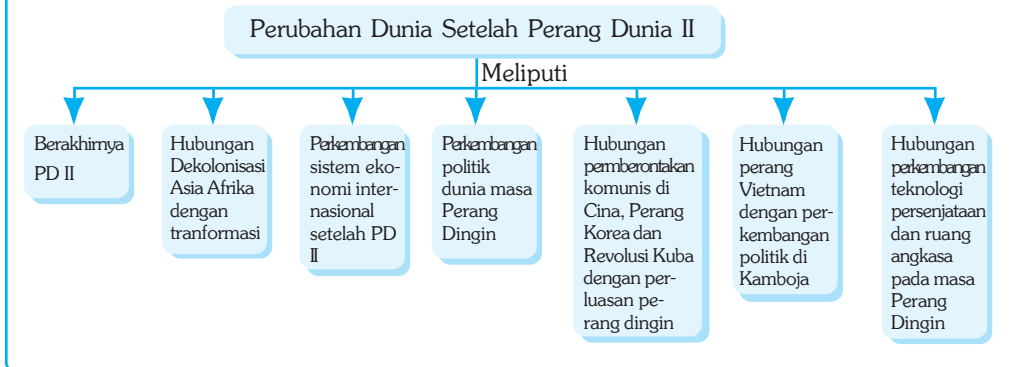 Perubahan Dunia Setelah Perang Dunia II
Meliputi
Berakhirnya
PD II
Hubungan
Dekolonisasi
Asia Afrika
dengan
tranformasi
Perkembangan
sistem eko-
nomi inter-
nasional
setelah PD
II
Perkembangan
politik
dunia masa
Perang
Dingin
Hubungan
permberontakan
komunis di
Cina, Perang
Korea dan
Revolusi Kuba
dengan per-
luasan pe-
rang dingin
Hubungan
perang
Vietnam
dengan per-
kembangan
politik di
Kamboja
Hubungan
perkembangan
teknologi
persenjataan
dan ruang
angkasa
pada masa
Perang
Dingin